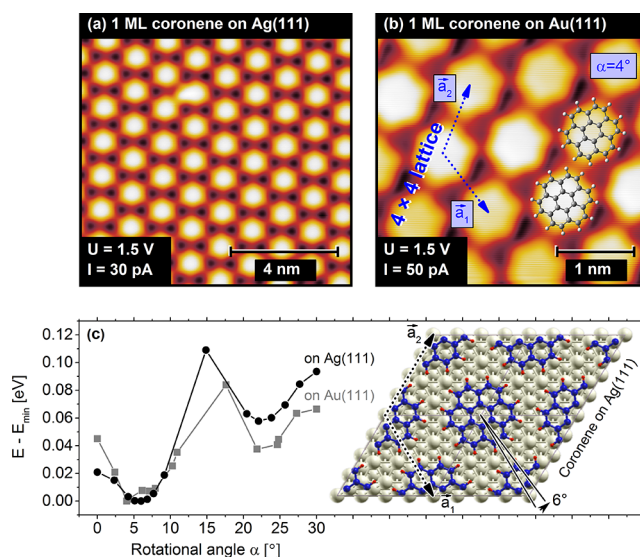 (a) 1 ML coronene on Ag(111)
U = 1.5 V
I = 30 pA
4 nm
(b) 1 ML coronene on Au(111)
α=4°
a₂
4 × 4 lattice
a₁
U = 1.5 V
I = 50 pA
1 nm
(c)
E - Eₘᵢₙ [eV]
0.12
0.10
0.08
0.06
0.04
0.02
0.00
on Ag(111)
on Au(111)
0 5 10 15 20 25 30
Rotational angle α [°]
a₂
a₁
6°
Coronene on Ag(111)